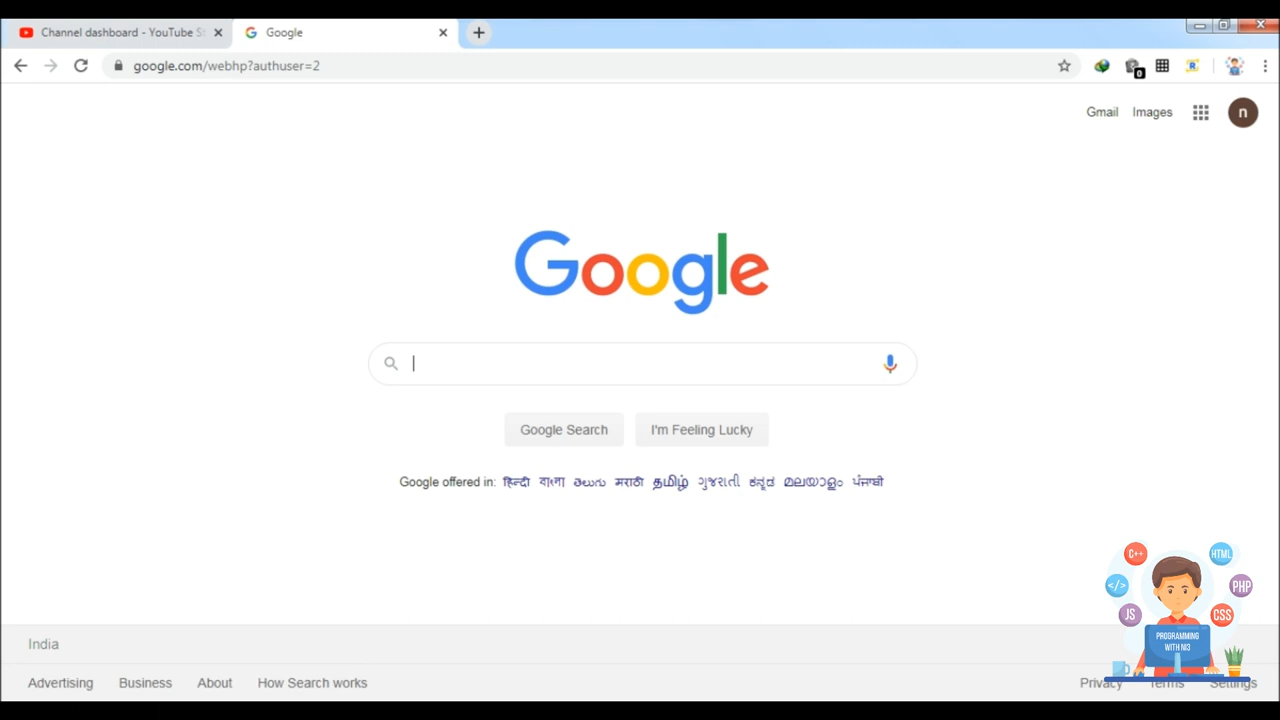 Channel dashboard - YouTube S
Google
google.com/webhp?authuser=2
0
Gmail Images
n
Google
Google Search I'm Feeling Lucky
Google offered in: हिन्दी বাংলা తెలుగు मराठी தமிழ் ગુજરાતી ಕನ್ನಡ മലയാളം ਪੰਜਾਬੀ
C++ HTML
</> PHP
JS CSS
PROGRAMMING
WITH NI3
India
Advertising Business About How Search works Privacy Terms Settings